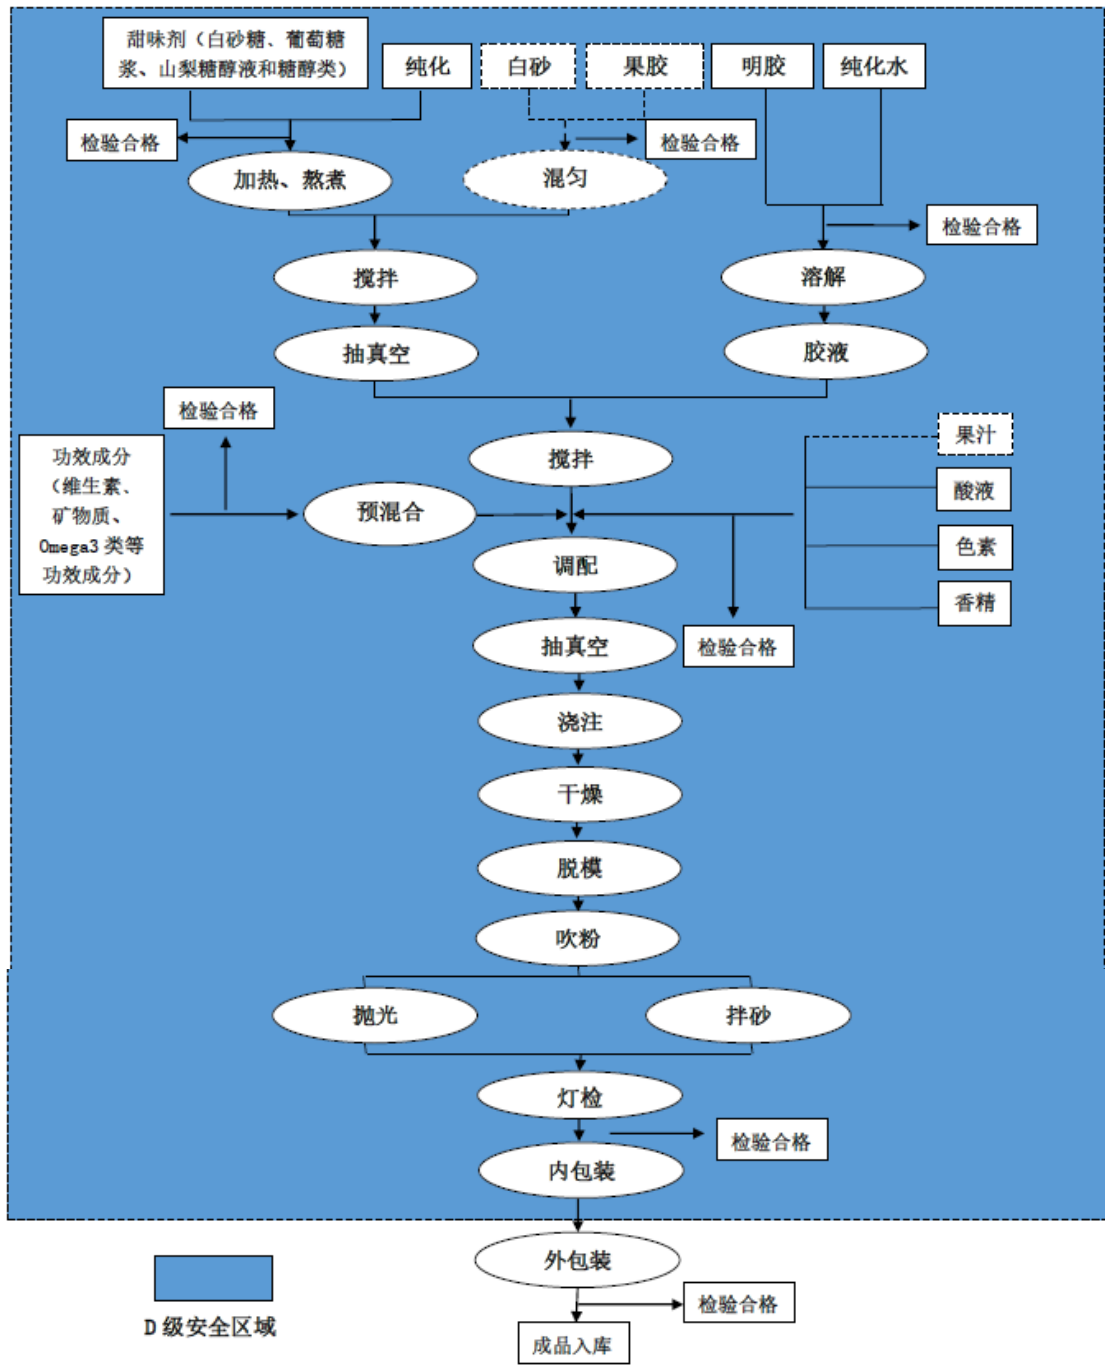 甜味剂（白砂糖、葡萄糖
浆、山梨糖醇液和糖醇类）
纯化
白砂
果胶
明胶
纯化水
检验合格
检验合格
加热、熬煮
混匀
检验合格
搅拌
溶解
抽真空
胶液
检验合格
功效成分
（维生素、
矿物质、
Omega3 类等
功效成分）
搅拌
果汁
酸液
色素
香精
预混合
调配
抽真空
检验合格
浇注
干燥
脱模
吹粉
抛光
拌砂
灯检
检验合格
内包装
外包装
检验合格
成品入库
D 级安全区域